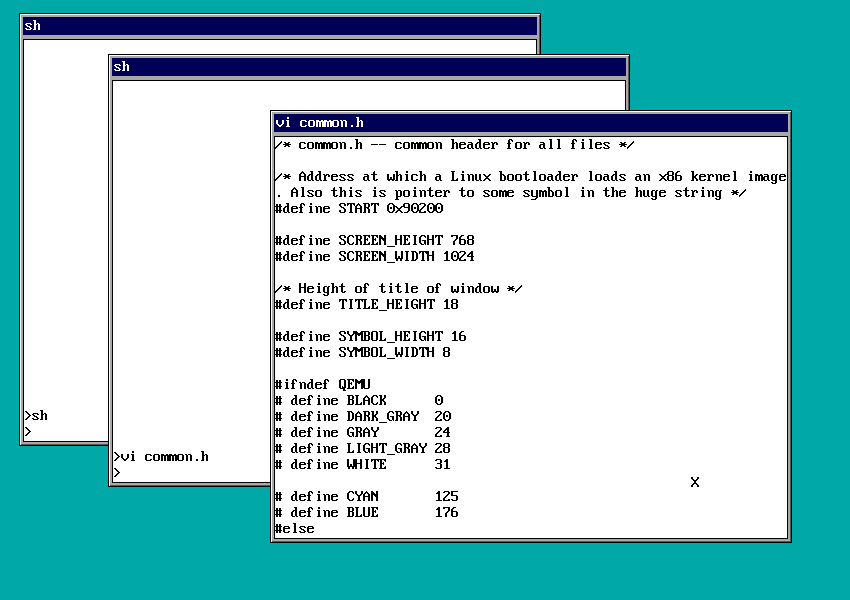 sh
>sh
>
sh
>vi common.h
>
vi common.h
/* common.h -- common header for all files */
/* Address at which a Linux bootloader loads an x86 kernel image
. Also this is pointer to some symbol in the huge string */
#define START 0x90200
#define SCREEN_HEIGHT 768
#define SCREEN_WIDTH 1024
/* Height of title of window */
#define TITLE_HEIGHT 18
#define SYMBOL_HEIGHT 16
#define SYMBOL_WIDTH 8
#ifndef QEMU
# define BLACK      0
# define DARK_GRAY  20
# define GRAY       24
# define LIGHT_GRAY 28
# define WHITE      31
X
# define CYAN       125
# define BLUE       176
#else